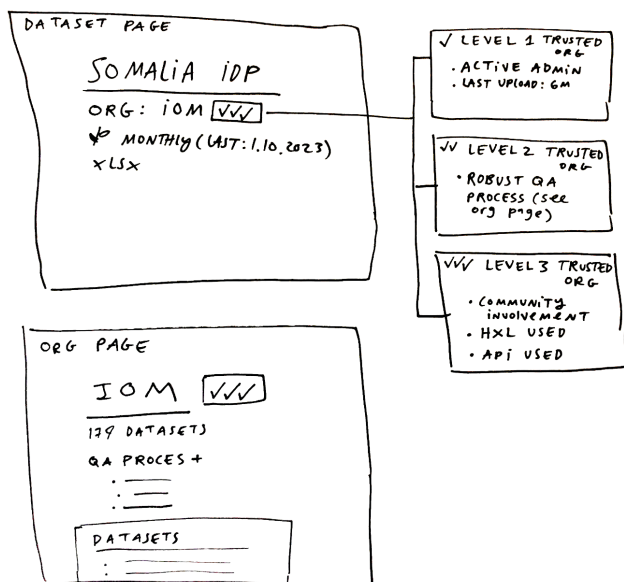 DATASET PAGE
SOMALiA iDP
ORG: iOM ✓✓✓
MONTHLY (LAST: 1.10.2023)
XLSX
✓ LEVEL 1 TRUSTED
ORG
• ACTiVE ADMiN
• LAST UPLOAD: 6M
✓✓ LEVEL 2 TRUSTED
ORG
• ROBUST QA
PROCESS (see
org page)
✓✓✓ LEVEL 3 TRUSTED
ORG
• COMMUNITY
iNVOLVEMENT
• HXL USED
• APi USED
ORG PAGE
IOM ✓✓✓
179 DATASETS
QA PROCES +
DATASETS